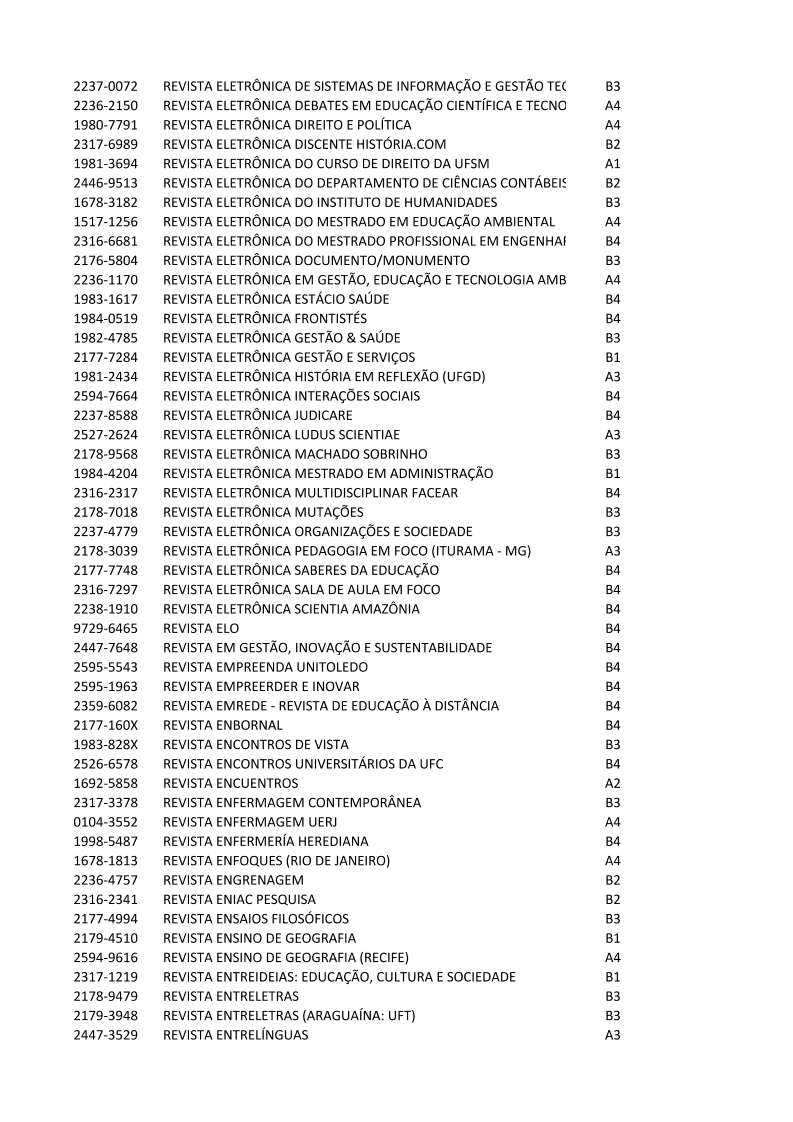 2237-0072 REVISTA ELETRÔNICA DE SISTEMAS DE INFORMAÇÃO E GESTÃO TEC B3
2236-2150 REVISTA ELETRÔNICA DEBATES EM EDUCAÇÃO CIENTÍFICA E TECNO A4
1980-7791 REVISTA ELETRÔNICA DIREITO E POLÍTICA A4
2317-6989 REVISTA ELETRÔNICA DISCENTE HISTÓRIA.COM B2
1981-3694 REVISTA ELETRÔNICA DO CURSO DE DIREITO DA UFSM A1
2446-9513 REVISTA ELETRÔNICA DO DEPARTAMENTO DE CIÊNCIAS CONTÁBEIS B2
1678-3182 REVISTA ELETRÔNICA DO INSTITUTO DE HUMANIDADES B3
1517-1256 REVISTA ELETRÔNICA DO MESTRADO EM EDUCAÇÃO AMBIENTAL A4
2316-6681 REVISTA ELETRÔNICA DO MESTRADO PROFISSIONAL EM ENGENHAR B4
2176-5804 REVISTA ELETRÔNICA DOCUMENTO/MONUMENTO B3
2236-1170 REVISTA ELETRÔNICA EM GESTÃO, EDUCAÇÃO E TECNOLOGIA AMB A4
1983-1617 REVISTA ELETRÔNICA ESTÁCIO SAÚDE B4
1984-0519 REVISTA ELETRÔNICA FRONTISTÉS B4
1982-4785 REVISTA ELETRÔNICA GESTÃO & SAÚDE B3
2177-7284 REVISTA ELETRÔNICA GESTÃO E SERVIÇOS B1
1981-2434 REVISTA ELETRÔNICA HISTÓRIA EM REFLEXÃO (UFGD) A3
2594-7664 REVISTA ELETRÔNICA INTERAÇÕES SOCIAIS B4
2237-8588 REVISTA ELETRÔNICA JUDICARE B4
2527-2624 REVISTA ELETRÔNICA LUDUS SCIENTIAE A3
2178-9568 REVISTA ELETRÔNICA MACHADO SOBRINHO B3
1984-4204 REVISTA ELETRÔNICA MESTRADO EM ADMINISTRAÇÃO B1
2316-2317 REVISTA ELETRÔNICA MULTIDISCIPLINAR FACEAR B4
2178-7018 REVISTA ELETRÔNICA MUTAÇÕES B3
2237-4779 REVISTA ELETRÔNICA ORGANIZAÇÕES E SOCIEDADE B3
2178-3039 REVISTA ELETRÔNICA PEDAGOGIA EM FOCO (ITURAMA - MG) A3
2177-7748 REVISTA ELETRÔNICA SABERES DA EDUCAÇÃO B4
2316-7297 REVISTA ELETRÔNICA SALA DE AULA EM FOCO B4
2238-1910 REVISTA ELETRÔNICA SCIENTIA AMAZÔNIA B4
9729-6465 REVISTA ELO B4
2447-7648 REVISTA EM GESTÃO, INOVAÇÃO E SUSTENTABILIDADE B4
2595-5543 REVISTA EMPREENDA UNITOLEDO B4
2595-1963 REVISTA EMPREERDER E INOVAR B4
2359-6082 REVISTA EMREDE - REVISTA DE EDUCAÇÃO À DISTÂNCIA B4
2177-160X REVISTA ENBORNAL B4
1983-828X REVISTA ENCONTROS DE VISTA B3
2526-6578 REVISTA ENCONTROS UNIVERSITÁRIOS DA UFC B4
1692-5858 REVISTA ENCUENTROS A2
2317-3378 REVISTA ENFERMAGEM CONTEMPORÂNEA B3
0104-3552 REVISTA ENFERMAGEM UERJ A4
1998-5487 REVISTA ENFERMERÍA HEREDIANA B4
1678-1813 REVISTA ENFOQUES (RIO DE JANEIRO) A4
2236-4757 REVISTA ENGRENAGEM B2
2316-2341 REVISTA ENIAC PESQUISA B2
2177-4994 REVISTA ENSAIOS FILOSÓFICOS B3
2179-4510 REVISTA ENSINO DE GEOGRAFIA B1
2594-9616 REVISTA ENSINO DE GEOGRAFIA (RECIFE) A4
2317-1219 REVISTA ENTREIDEIAS: EDUCAÇÃO, CULTURA E SOCIEDADE B1
2178-9479 REVISTA ENTRELETRAS B3
2179-3948 REVISTA ENTRELETRAS (ARAGUAÍNA: UFT) B3
2447-3529 REVISTA ENTRELÍNGUAS A3